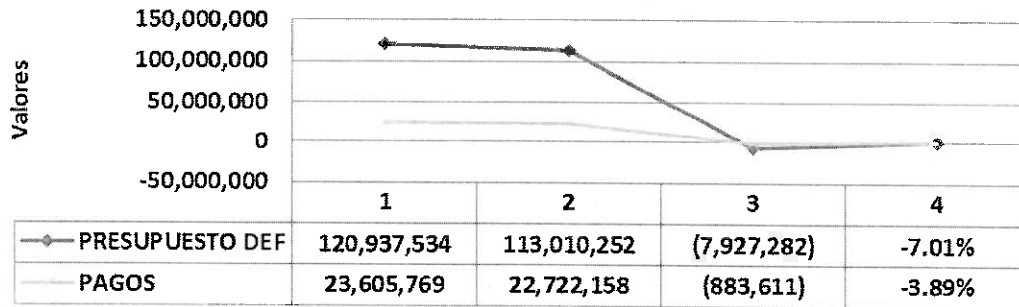 150,000,000
100,000,000
50,000,000
0
-50,000,000
Valores
1 2 3 4
PRESUPUESTO DEF 120,937,534 113,010,252 (7,927,282) -7.01%
PAGOS 23,605,769 22,722,158 (883,611) -3.89%